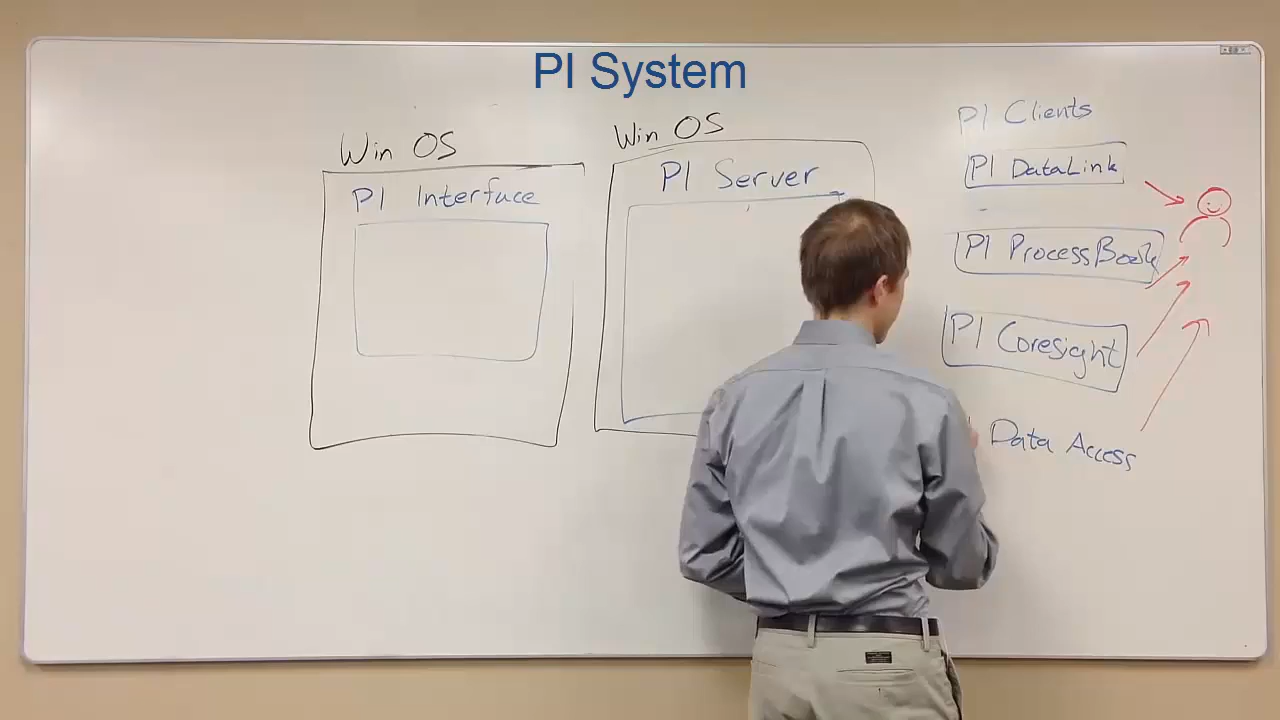 PI System
Win OS
PI Interface
Win OS
PI Server
PI Clients
PI DataLink
PI ProcessBook
PI Coresight
Data Access